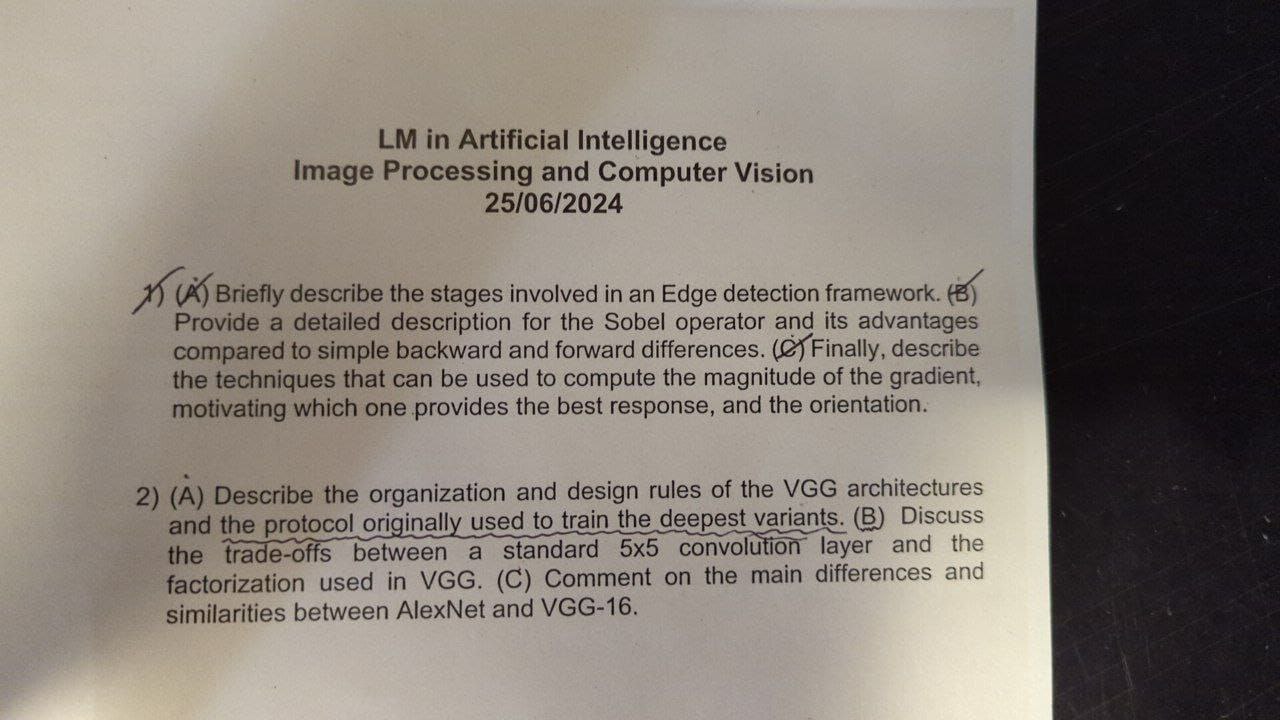 LM in Artificial Intelligence
Image Processing and Computer Vision
25/06/2024
1) (A) Briefly describe the stages involved in an Edge detection framework. (B)
Provide a detailed description for the Sobel operator and its advantages
compared to simple backward and forward differences. (C) Finally, describe
the techniques that can be used to compute the magnitude of the gradient,
motivating which one provides the best response, and the orientation.
2) (A) Describe the organization and design rules of the VGG architectures
and the protocol originally used to train the deepest variants. (B) Discuss
the trade-offs between a standard 5x5 convolution layer and the
factorization used in VGG. (C) Comment on the main differences and
similarities between AlexNet and VGG-16.